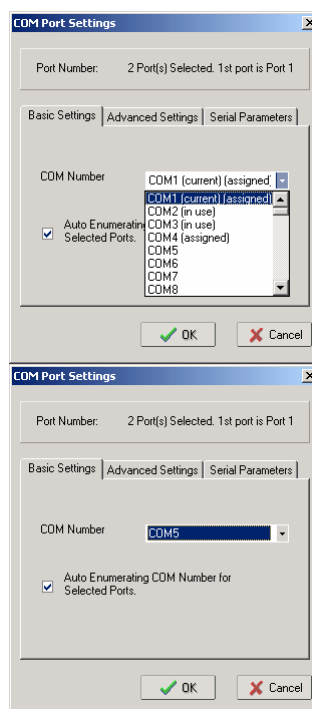 COM Port Settings
Port Number: 2 Port(s) Selected. 1st port is Port 1
Basic Settings Advanced Settings Serial Parameters
COM Number COM1 (current) (assigned)
COM1 (current) (assigned)
COM2 (in use)
Auto Enumerating COM3 (in use)
Selected Ports. COM4 (assigned)
COM5
COM6
COM7
COM8
OK Cancel
COM Port Settings
Port Number: 2 Port(s) Selected. 1st port is Port 1
Basic Settings Advanced Settings Serial Parameters
COM Number COM5
Auto Enumerating COM Number for
Selected Ports.
OK Cancel